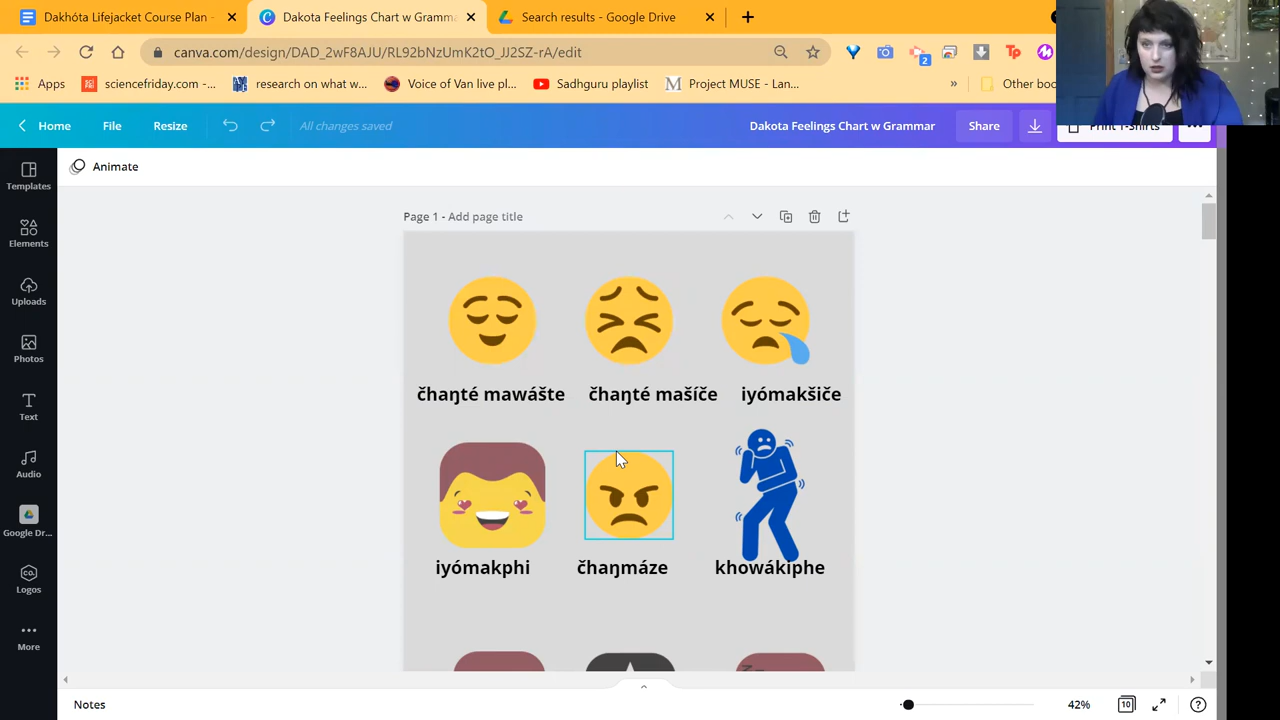 Dakhóta Lifejacket Course Plan -
Dakota Feelings Chart w Gramma
Search results - Google Drive
canva.com/design/DAD_2wF8AJU/RL92bNzUmK2tO_JJ2SZ-rA/edit
2
Apps
sciencefriday.com -...
research on what w...
Voice of Van live pl...
Sadhguru playlist
Project MUSE - Lan...
Other boo
Home
File
Resize
All changes saved
Dakota Feelings Chart w Grammar
Share
Print T-Shirts
Animate
Templates
Elements
Uploads
Photos
Text
Audio
Google Dr...
Logos
More
Page 1 - Add page title
čhaŋté mawášte
čhaŋté mašíče
iyómakšiče
iyómakphi
čhaŋmáze
khowákiphe
Notes
42%
10